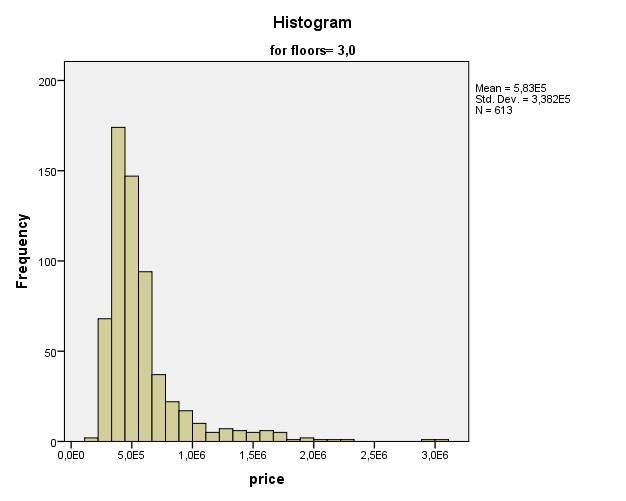 Histogram
for floors= 3,0
200
150
100
50
0
Frequency
0,0E0 5,0E5 1,0E6 1,5E6 2,0E6 2,5E6 3,0E6
price
Mean = 5,83E5
Std. Dev. = 3,382E5
N = 613